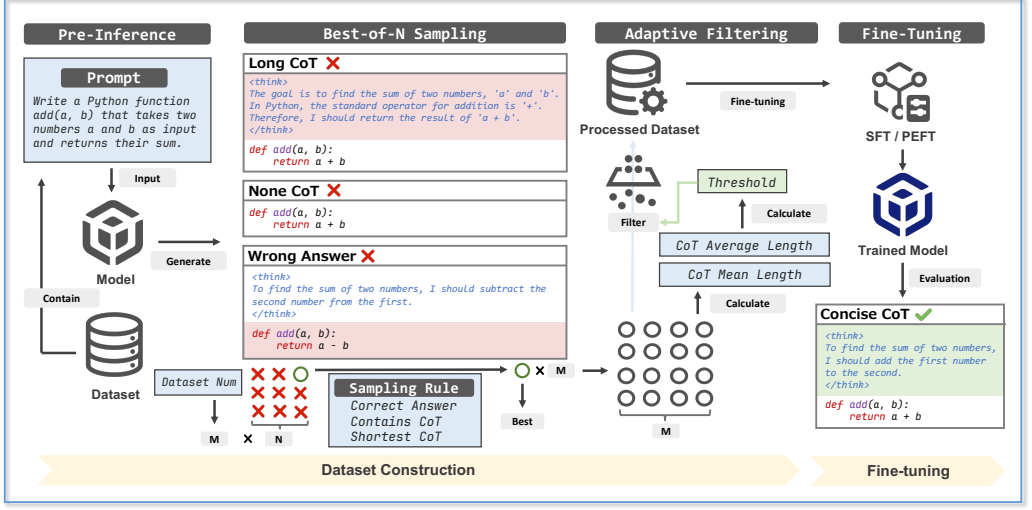 Pre-Inference
Prompt
Write a Python function
add(a, b) that takes two
numbers a and b as input
and returns their sum.
Input
Model
Generate
Contain
Dataset
Best-of-N Sampling
Long CoT
<think>
The goal is to find the sum of two numbers, 'a' and 'b'.
In Python, the standard operator for addition is '+'.
Therefore, I should return the result of 'a + b'.
</think>
def add(a, b):
return a + b
None CoT
def add(a, b):
return a + b
Wrong Answer
<think>
To find the sum of two numbers, I should subtract the
second number from the first.
</think>
def add(a, b):
return a - b
Dataset Num
M × N
Sampling Rule
Correct Answer
Contains CoT
Shortest CoT
× M
Best
Adaptive Filtering
Processed Dataset
Fine-tuning
Threshold
Filter
Calculate
CoT Average Length
CoT Mean Length
Calculate
M
Fine-Tuning
SFT / PEFT
Trained Model
Evaluation
Concise CoT
<think>
To find the sum of two numbers,
I should add the first number
to the second.
</think>
def add(a, b):
return a + b
Dataset Construction
Fine-tuning